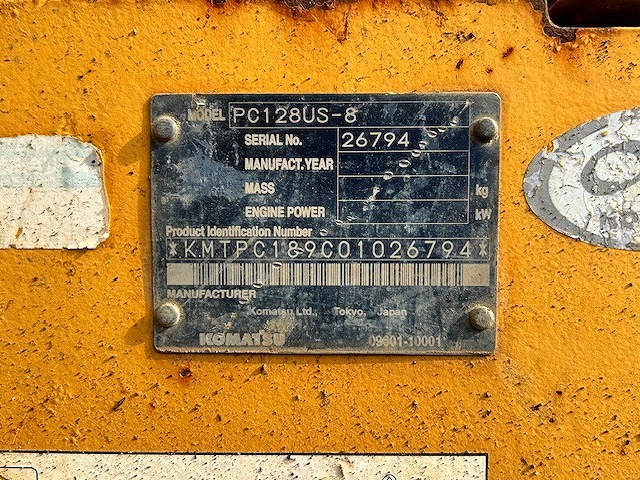 MODEL PC128US-8
SERIAL No. 26794
MANUFACT.YEAR
MASS kg
ENGINE POWER kW
Product Identification Number
*KMTPC189C01026794*
MANUFACTURER
Komatsu Ltd., Tokyo, Japan
KOMATSU 09601-10001